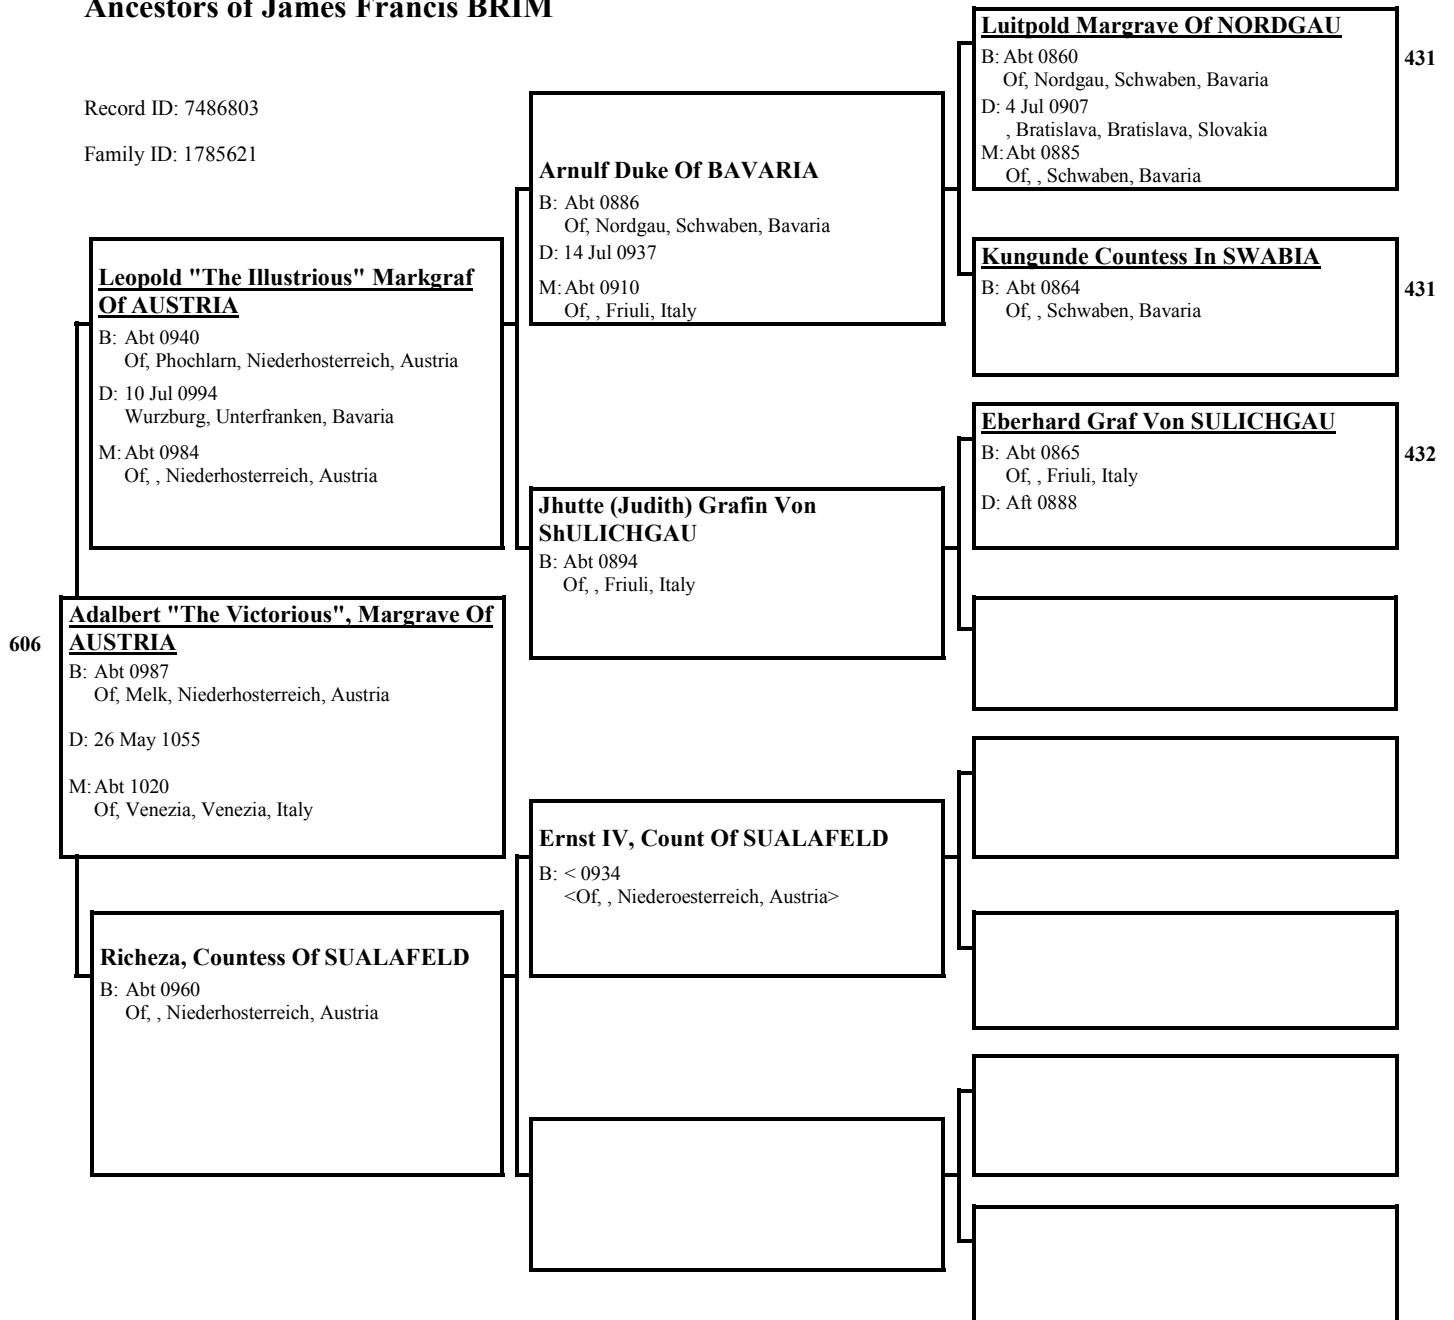 Ancestors of James Francis BRIM
Record ID: 7486803
Family ID: 1785621
Luitpold Margrave Of NORDGAU
B: Abt 0860
Of, Nordgau, Schwaben, Bavaria
D: 4 Jul 0907
, Bratislava, Bratislava, Slovakia
M: Abt 0885
Of, , Schwaben, Bavaria
431
Arnulf Duke Of BAVARIA
B: Abt 0886
Of, Nordgau, Schwaben, Bavaria
D: 14 Jul 0937
M: Abt 0910
Of, , Friuli, Italy
Kungunde Countess In SWABIA
B: Abt 0864
Of, , Schwaben, Bavaria
431
Leopold "The Illustrious" Markgraf
Of AUSTRIA
B: Abt 0940
Of, Phochlarn, Niederhosterreich, Austria
D: 10 Jul 0994
Wurzburg, Unterfranken, Bavaria
M: Abt 0984
Of, , Niederhosterreich, Austria
Eberhard Graf Von SULICHGAU
B: Abt 0865
Of, , Friuli, Italy
D: Aft 0888
432
Jhutte (Judith) Grafin Von
ShULICHGAU
B: Abt 0894
Of, , Friuli, Italy
606
Adalbert "The Victorious", Margrave Of
AUSTRIA
B: Abt 0987
Of, Melk, Niederhosterreich, Austria
D: 26 May 1055
M: Abt 1020
Of, Venezia, Venezia, Italy
Ernst IV, Count Of SUALAFELD
B: < 0934
<Of, , Niederoesterreich, Austria>
Richeza, Countess Of SUALAFELD
B: Abt 0960
Of, , Niederhosterreich, Austria